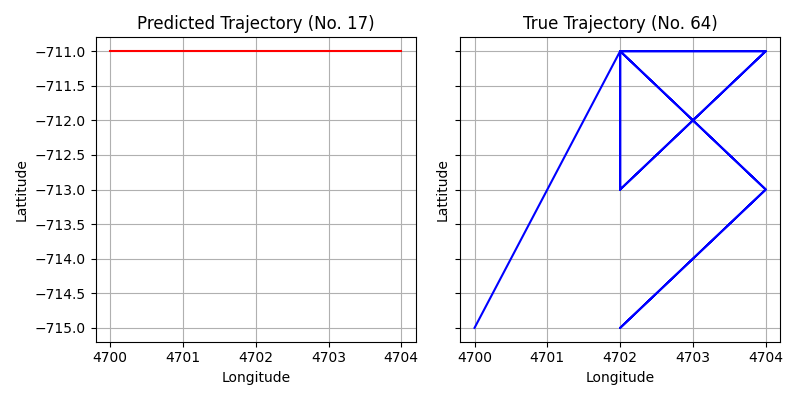 Predicted Trajectory (No. 17)
−711.0
−711.5
−712.0
−712.5
−713.0
−713.5
−714.0
−714.5
−715.0
Lattitude
4700 4701 4702 4703 4704
Longitude
True Trajectory (No. 64)
Lattitude
4700 4701 4702 4703 4704
Longitude